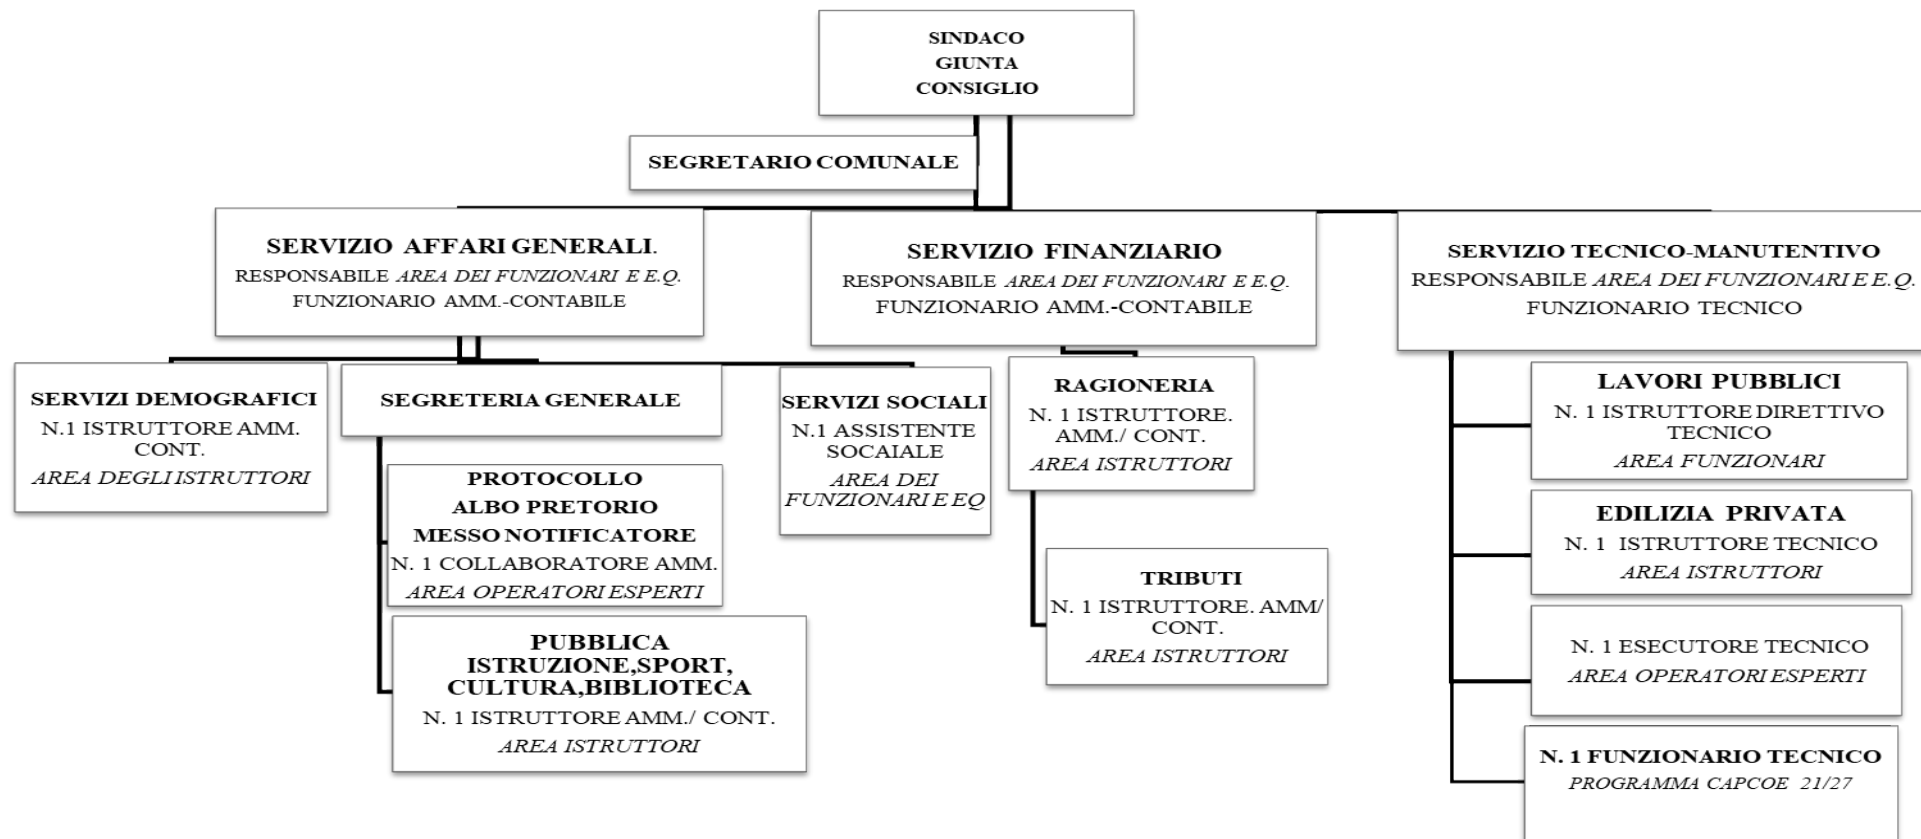 SINDACO
GIUNTA
CONSIGLIO
SEGRETARIO COMUNALE
SERVIZIO AFFARI GENERALI.
RESPONSABILE AREA DEI FUNZIONARI E E.Q.
FUNZIONARIO AMM.-CONTABILE
SERVIZIO FINANZIARIO
RESPONSABILE AREA DEI FUNZIONARI E E.Q.
FUNZIONARIO AMM.-CONTABILE
SERVIZIO TECNICO-MANUTENTIVO
RESPONSABILE AREA DEI FUNZIONARI E E.Q.
FUNZIONARIO TECNICO
SERVIZI DEMOGRAFICI
N.1 ISTRUTTORE AMM.
CONT.
AREA DEGLI ISTRUTTORI
SEGRETERIA GENERALE
PROTOCOLLO
ALBO PRETORIO
MESSO NOTIFICATORE
N. 1 COLLABORATORE AMM.
AREA OPERATORI ESPERTI
PUBBLICA
ISTRUZIONE,SPORT,
CULTURA,BIBLIOTECA
N. 1 ISTRUTTORE AMM./ CONT.
AREA ISTRUTTORI
SERVIZI SOCIALI
N.1 ASSISTENTE
SOCAIALE
AREA DEI
FUNZIONARI E EQ
RAGIONERIA
N. 1 ISTRUTTORE.
AMM./ CONT.
AREA ISTRUTTORI
TRIBUTI
N. 1 ISTRUTTORE. AMM/
CONT.
AREA ISTRUTTORI
LAVORI PUBBLICI
N. 1 ISTRUTTORE DIRETTIVO
TECNICO
AREA FUNZIONARI
EDILIZIA PRIVATA
N. 1 ISTRUTTORE TECNICO
AREA ISTRUTTORI
N. 1 ESECUTORE TECNICO
AREA OPERATORI ESPERTI
N. 1 FUNZIONARIO TECNICO
PROGRAMMA CAPCOE 21/27